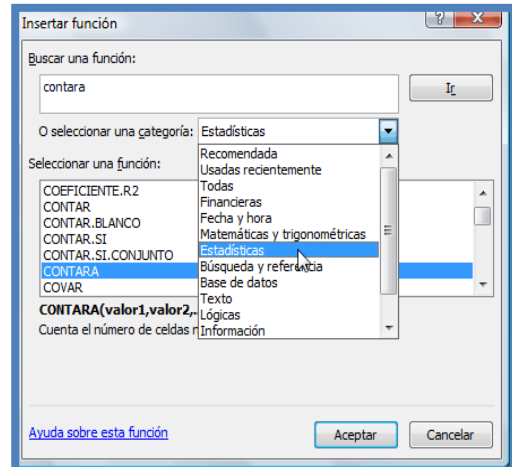 Insertar función
Buscar una función:
contara
Ir
O seleccionar una categoría: Estadísticas
Recomendada
Usadas recientemente
Todas
Financieras
Fecha y hora
Matemáticas y trigonométricas
Estadísticas
Búsqueda y referencia
Base de datos
Texto
Lógicas
Información
Seleccionar una función:
COEFICIENTE.R2
CONTAR
CONTAR.BLANCO
CONTAR.SI
CONTAR.SI.CONJUNTO
CONTARA
COVAR
CONTARA(valor1,valor2,..
Cuenta el número de celdas
Ayuda sobre esta función
Aceptar
Cancelar